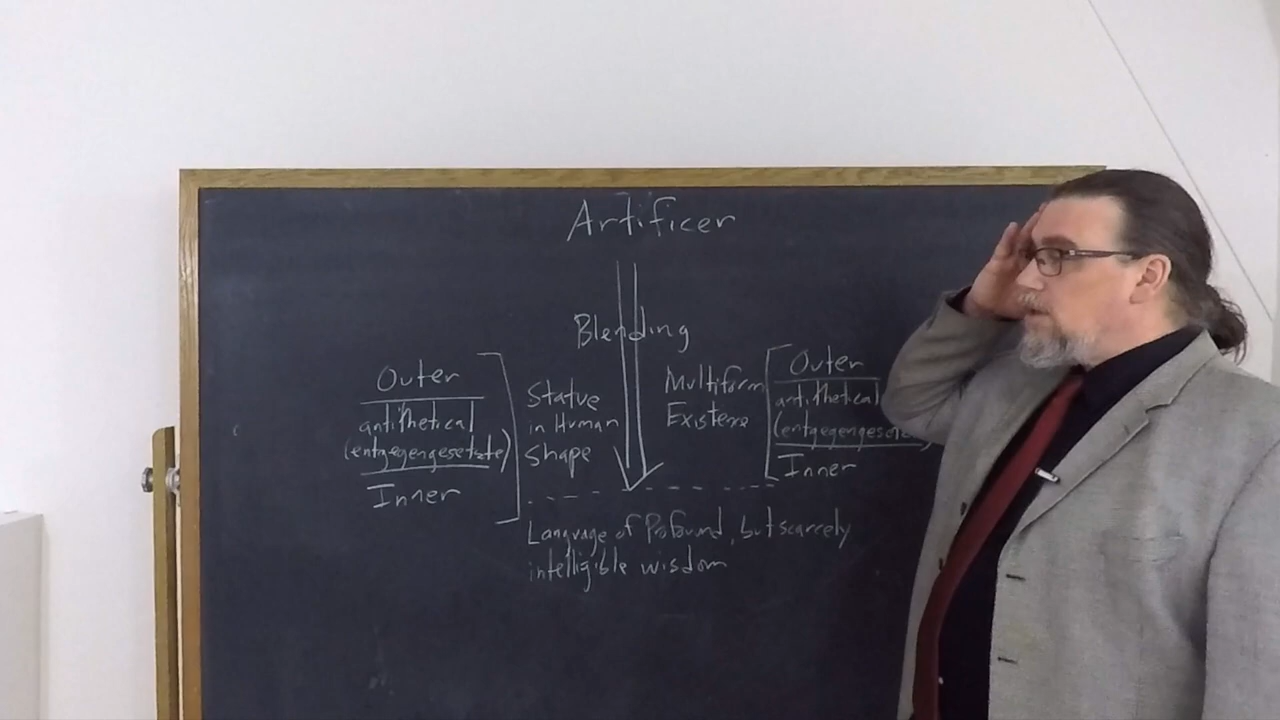 Artificer
Blending
Outer
antithetical
(entgegengesetzte)
Inner
Statue
in Human
Shape
Multiform
Existence
Outer
antithetical
Inner
Language of Profound, but scarcely
intelligible wisdom